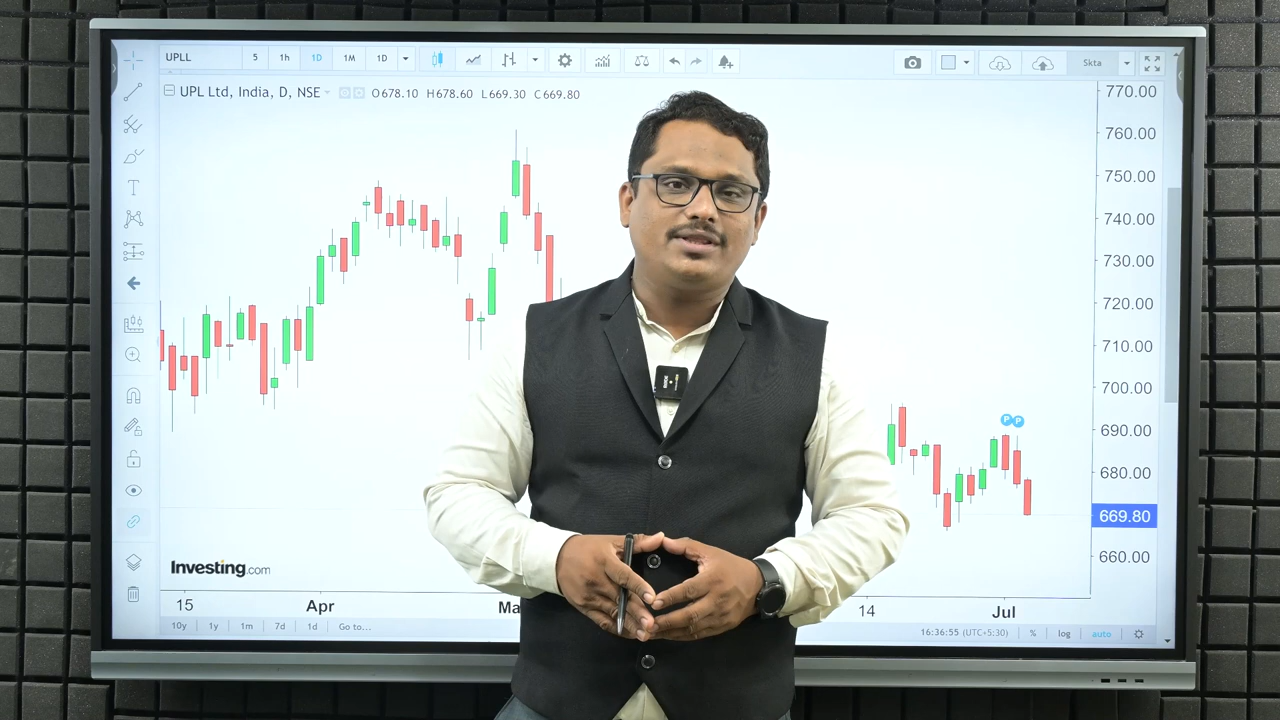 UPLL 5 1h 1D 1M 1D Skta
UPL Ltd, India, D, NSE O678.10 H678.60 L669.30 C669.80
770.00
760.00
750.00
740.00
730.00
720.00
710.00
700.00
690.00
680.00
669.80
660.00
P P
T
Investing.com
15 Apr Ma 14 Jul
10y 1y 1m 7d 1d Go to... 16:36:55 (UTC+5:30) % log auto